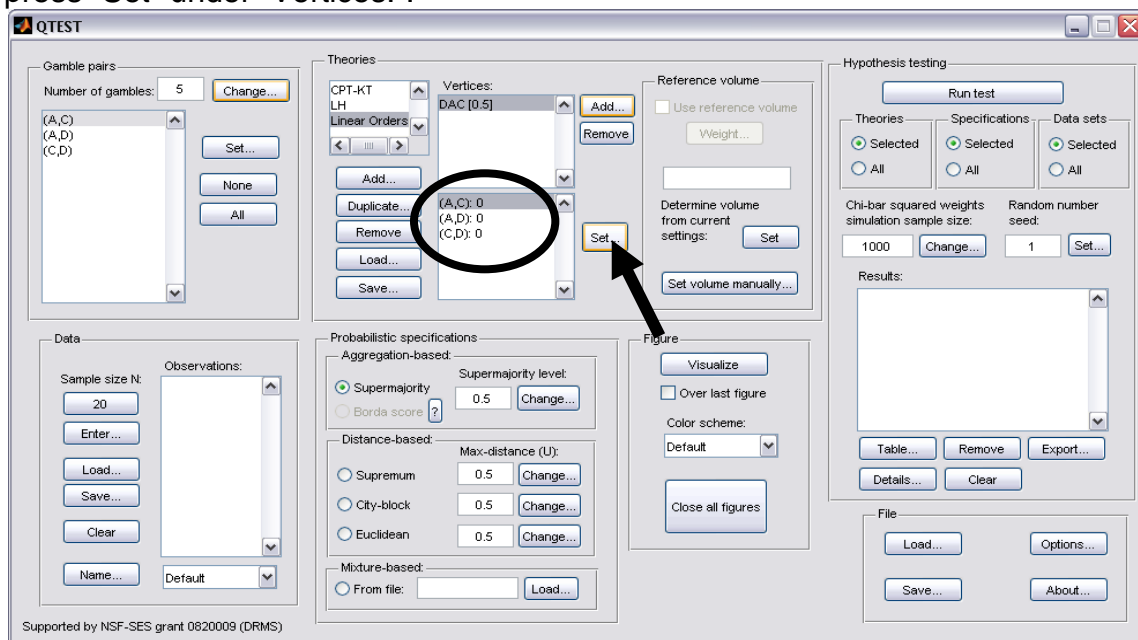 press "Set" under "Vertices:".
QTEST
Gamble pairs
Number of gambles: 5 Change...
(A,C)
(A,D)
(C,D)
Set...
None
All
Theories
CPT-KT
LH
Linear Orders
Add...
Duplicate...
Remove
Load...
Save...
Vertices:
DAC [0.5]
Add...
Remove
(A,C): 0
(A,D): 0
(C,D): 0
Set...
Reference volume
Use reference volume
Weight...
Determine volume
from current
settings: Set
Set volume manually...
Hypothesis testing
Run test
Theories
Selected
All
Specifications
Selected
All
Data sets
Selected
All
Chi-bar squared weights
simulation sample size:
1000 Change...
Random number
seed:
1 Set...
Results:
Table... Remove Export...
Details... Clear
Data
Sample size N:
20
Enter...
Load...
Save...
Clear
Name... Default
Observations:
Probabilistic specifications
Aggregation-based:
Supermajority level:
Supermajority 0.5 Change...
Borda score ?
Distance-based:
Max-distance (U):
Supremum 0.5 Change...
City-block 0.5 Change...
Euclidean 0.5 Change...
Mixture-based:
From file: Load...
Figure
Visualize
Over last figure
Color scheme:
Default
Close all figures
File
Load... Options...
Save... About...
Supported by NSF-SES grant 0820009 (DRMS)